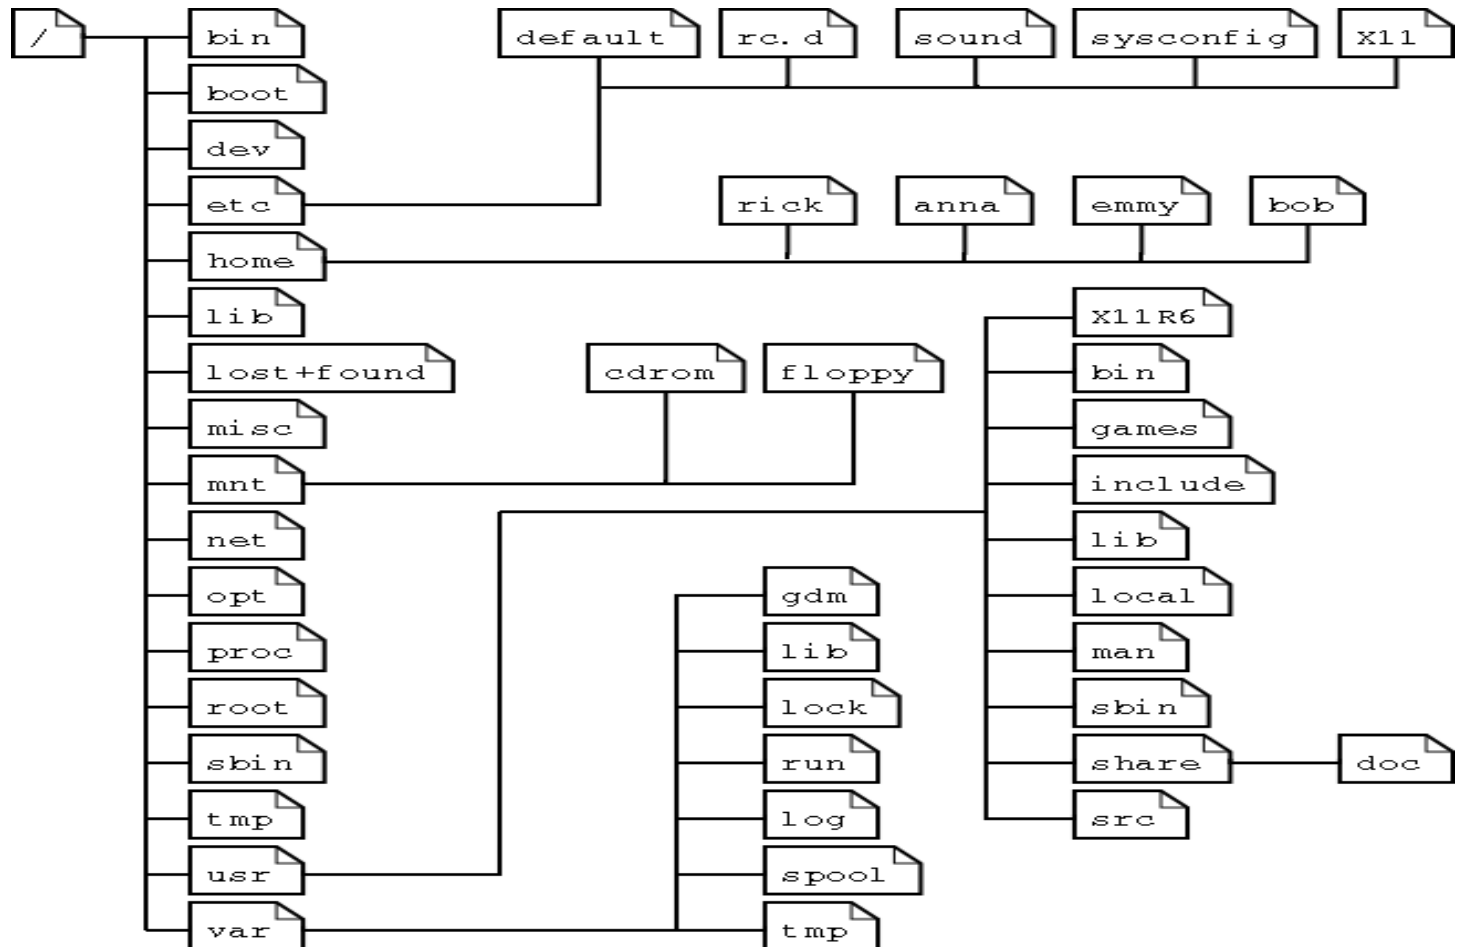 /
bin
default
rc.d
sound
sysconfig
X11
boot
dev
etc
rick
anna
emmy
bob
home
lib
X11R6
lost+found
cdrom
floppy
bin
misc
games
mnt
include
net
lib
opt
gdm
local
proc
lib
man
root
lock
sbin
sbin
run
share
doc
tmp
log
src
usr
spool
var
tmp